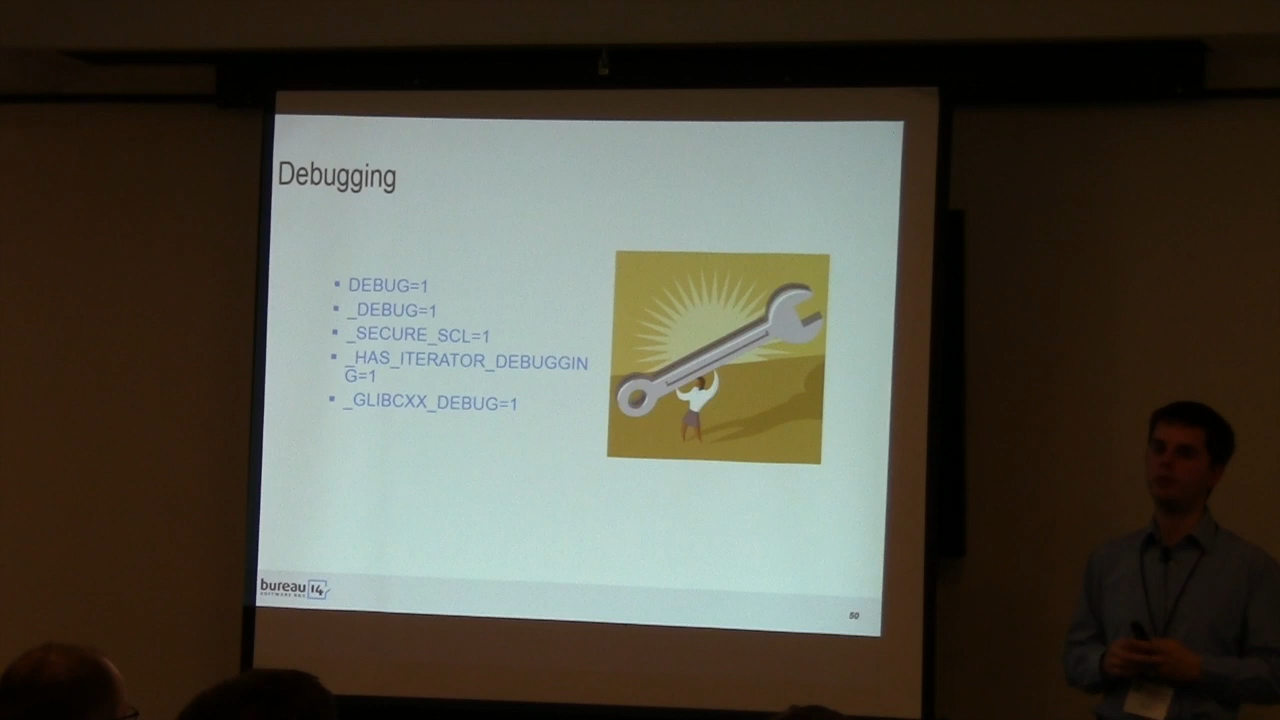 Debugging
DEBUG=1
_DEBUG=1
_SECURE_SCL=1
_HAS_ITERATOR_DEBUGGIN
G=1
_GLIBCXX_DEBUG=1
bureau 14
50